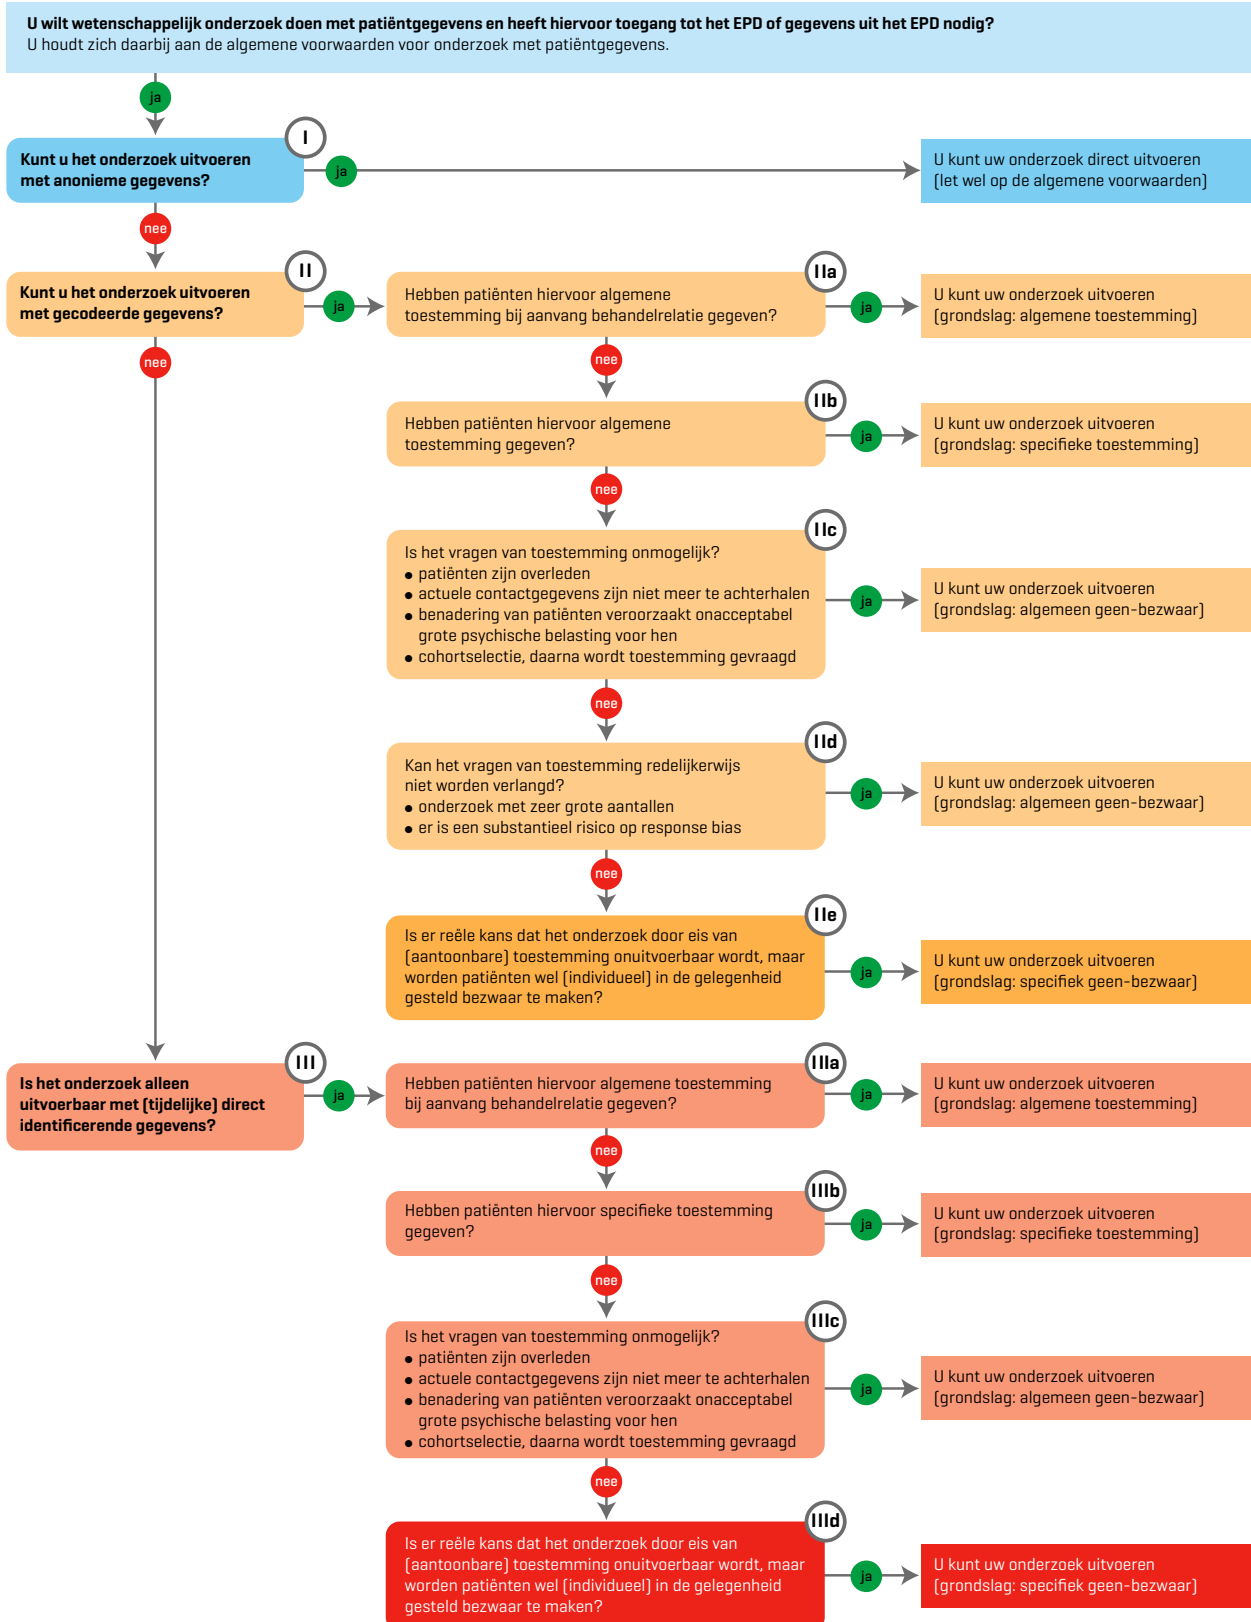 U wilt wetenschappelijk onderzoek doen met patiëntgegevens en heeft hiervoor toegang tot het EPD of gegevens uit het EPD nodig?
U houdt zich daarbij aan de algemene voorwaarden voor onderzoek met patiëntgegevens.
ja
I
Kunt u het onderzoek uitvoeren
met anonieme gegevens?
ja
U kunt uw onderzoek direct uitvoeren
(let wel op de algemene voorwaarden)
nee
II
Kunt u het onderzoek uitvoeren
met gecodeerde gegevens?
ja
IIa
Hebben patiënten hiervoor algemene
toestemming bij aanvang behandelrelatie gegeven?
ja
U kunt uw onderzoek uitvoeren
(grondslag: algemene toestemming)
nee
nee
IIb
Hebben patiënten hiervoor algemene
toestemming gegeven?
ja
U kunt uw onderzoek uitvoeren
(grondslag: specifieke toestemming)
nee
IIc
Is het vragen van toestemming onmogelijk?
• patiënten zijn overleden
• actuele contactgegevens zijn niet meer te achterhalen
• benadering van patiënten veroorzaakt onacceptabel
grote psychische belasting voor hen
• cohortselectie, daarna wordt toestemming gevraagd
ja
U kunt uw onderzoek uitvoeren
(grondslag: algemeen geen-bezwaar)
nee
IId
Kan het vragen van toestemming redelijkerwijs
niet worden verlangd?
• onderzoek met zeer grote aantallen
• er is een substantieel risico op response bias
ja
U kunt uw onderzoek uitvoeren
(grondslag: algemeen geen-bezwaar)
nee
IIe
Is er reële kans dat het onderzoek door eis van
(aantoonbare) toestemming onuitvoerbaar wordt, maar
worden patiënten wel (individueel) in de gelegenheid
gesteld bezwaar te maken?
ja
U kunt uw onderzoek uitvoeren
(grondslag: specifiek geen-bezwaar)
III
Is het onderzoek alleen
uitvoerbaar met (tijdelijke) direct
identificerende gegevens?
ja
IIIa
Hebben patiënten hiervoor algemene toestemming
bij aanvang behandelrelatie gegeven?
ja
U kunt uw onderzoek uitvoeren
(grondslag: algemene toestemming)
nee
IIIb
Hebben patiënten hiervoor specifieke toestemming
gegeven?
ja
U kunt uw onderzoek uitvoeren
(grondslag: specifieke toestemming)
nee
IIIc
Is het vragen van toestemming onmogelijk?
• patiënten zijn overleden
• actuele contactgegevens zijn niet meer te achterhalen
• benadering van patiënten veroorzaakt onacceptabel
grote psychische belasting voor hen
• cohortselectie, daarna wordt toestemming gevraagd
ja
U kunt uw onderzoek uitvoeren
(grondslag: algemeen geen-bezwaar)
nee
IIId
Is er reële kans dat het onderzoek door eis van
(aantoonbare) toestemming onuitvoerbaar wordt, maar
worden patiënten wel (individueel) in de gelegenheid
gesteld bezwaar te maken?
ja
U kunt uw onderzoek uitvoeren
(grondslag: specifiek geen-bezwaar)